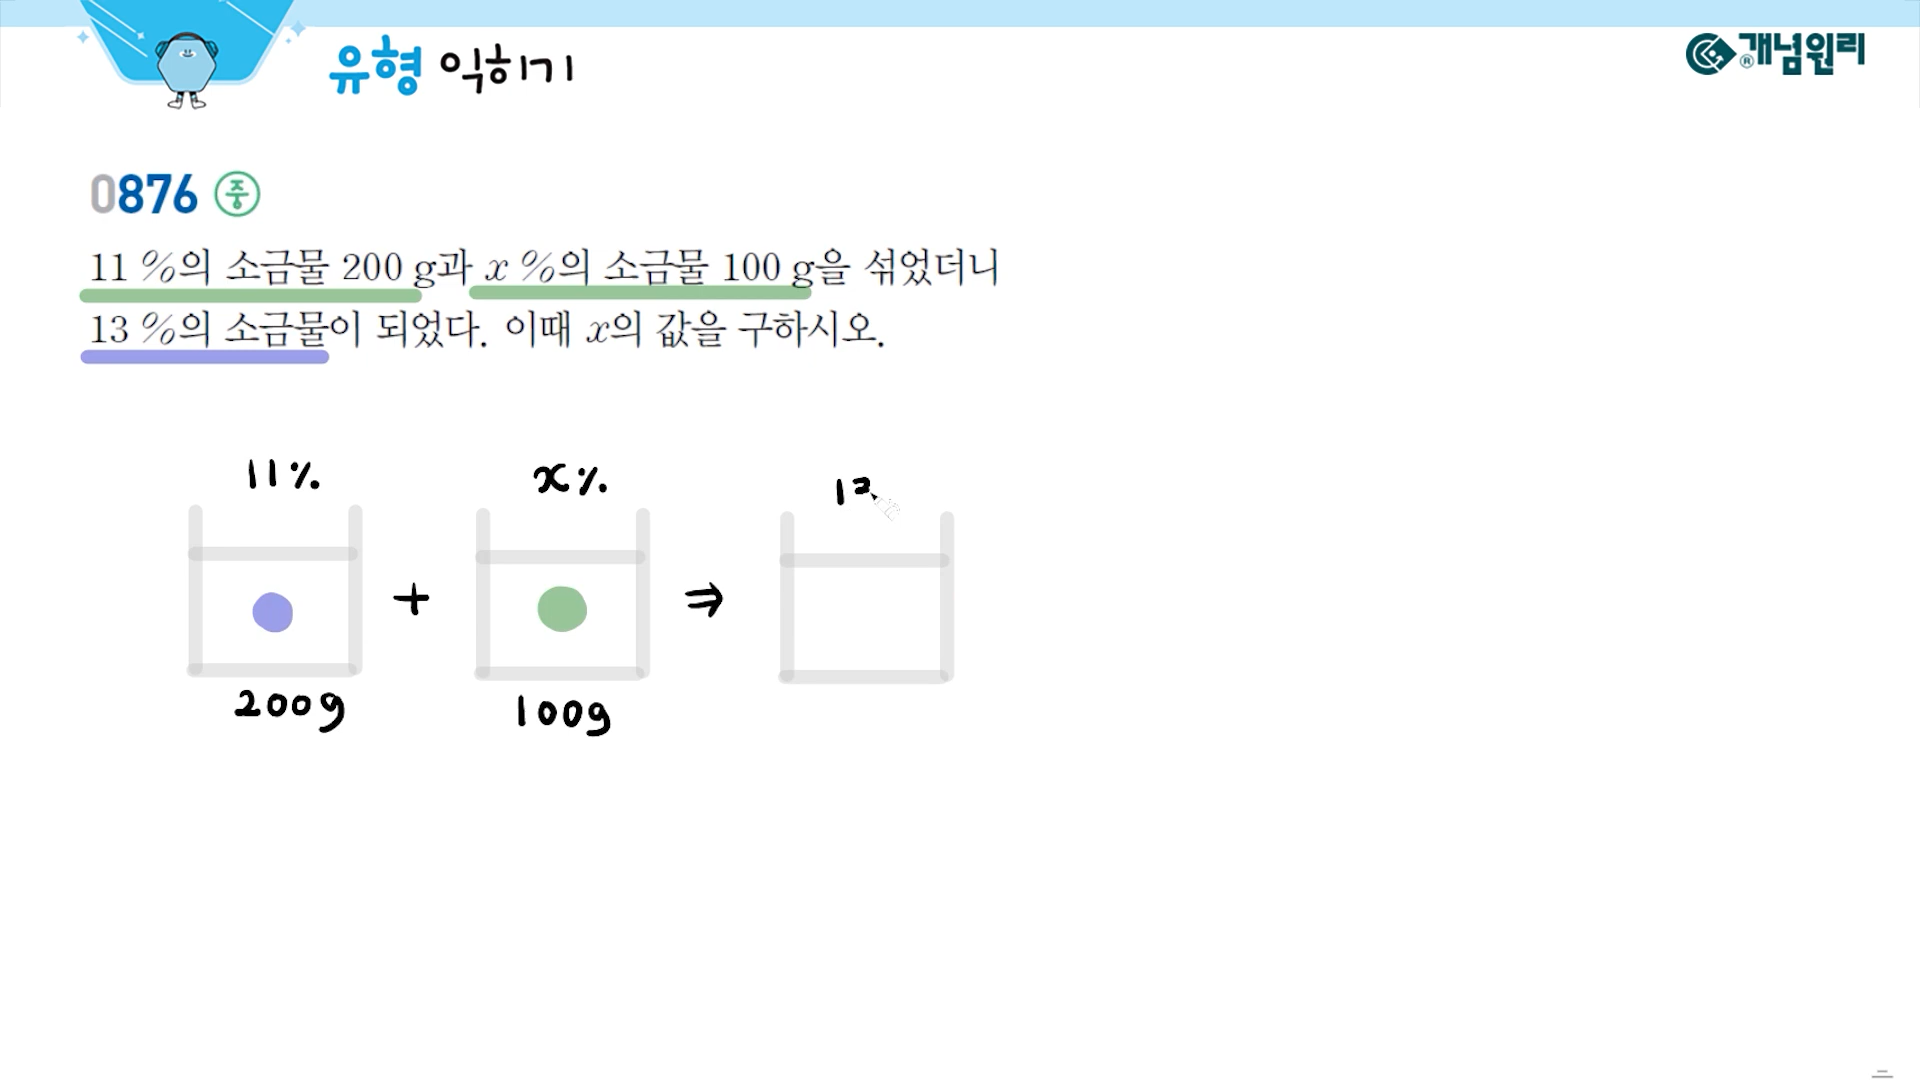 유형 익히기
개념원리®
0876 중
11 %의 소금물 200 g과 x %의 소금물 100 g을 섞었더니
13 %의 소금물이 되었다. 이때 x의 값을 구하시오.
11% x%
+ ⇒
200g 100g